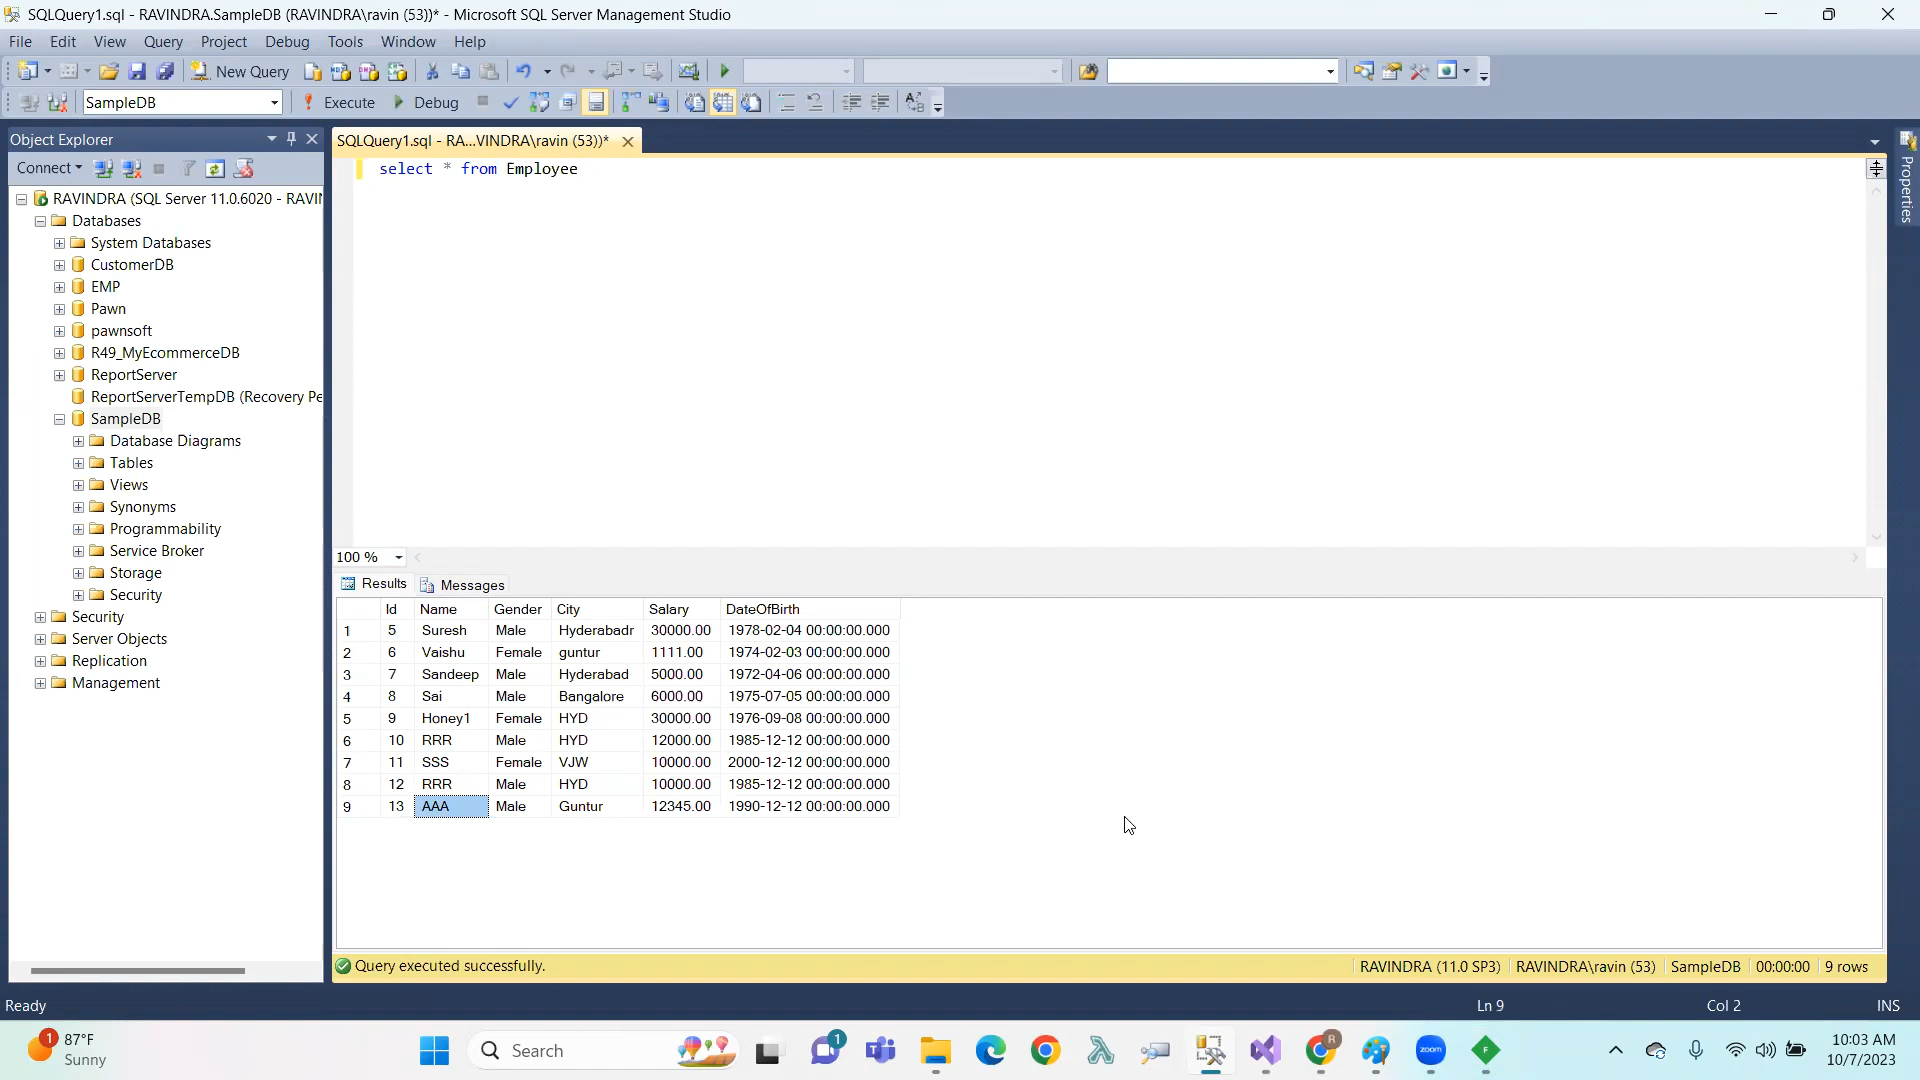 SQLQuery1.sql - RAVINDRA.SampleDB (RAVINDRA\ravin (53))* - Microsoft SQL Server Management Studio
File Edit View Query Project Debug Tools Window Help
New Query
SampleDB Execute Debug
Object Explorer
Connect
RAVINDRA (SQL Server 11.0.6020 - RAVIN
Databases
System Databases
CustomerDB
EMP
Pawn
pawnsoft
R49_MyEcommerceDB
ReportServer
ReportServerTempDB (Recovery Pe
SampleDB
Database Diagrams
Tables
Views
Synonyms
Programmability
Service Broker
Storage
Security
Security
Server Objects
Replication
Management
SQLQuery1.sql - RA...VINDRA\ravin (53))*
select * from Employee
Properties
100 %
Results Messages
Id Name Gender City Salary DateOfBirth
1 5 Suresh Male Hyderabadr 30000.00 1978-02-04 00:00:00.000
2 6 Vaishu Female guntur 1111.00 1974-02-03 00:00:00.000
3 7 Sandeep Male Hyderabad 5000.00 1972-04-06 00:00:00.000
4 8 Sai Male Bangalore 6000.00 1975-07-05 00:00:00.000
5 9 Honey1 Female HYD 30000.00 1976-09-08 00:00:00.000
6 10 RRR Male HYD 12000.00 1985-12-12 00:00:00.000
7 11 SSS Female VJW 10000.00 2000-12-12 00:00:00.000
8 12 RRR Male HYD 10000.00 1985-12-12 00:00:00.000
9 13 AAA Male Guntur 12345.00 1990-12-12 00:00:00.000
Query executed successfully. RAVINDRA (11.0 SP3) RAVINDRA\ravin (53) SampleDB 00:00:00 9 rows
Ready Ln 9 Col 2 INS
1 87°F
Sunny
Search
1
R
zoom
F
10:03 AM
10/7/2023